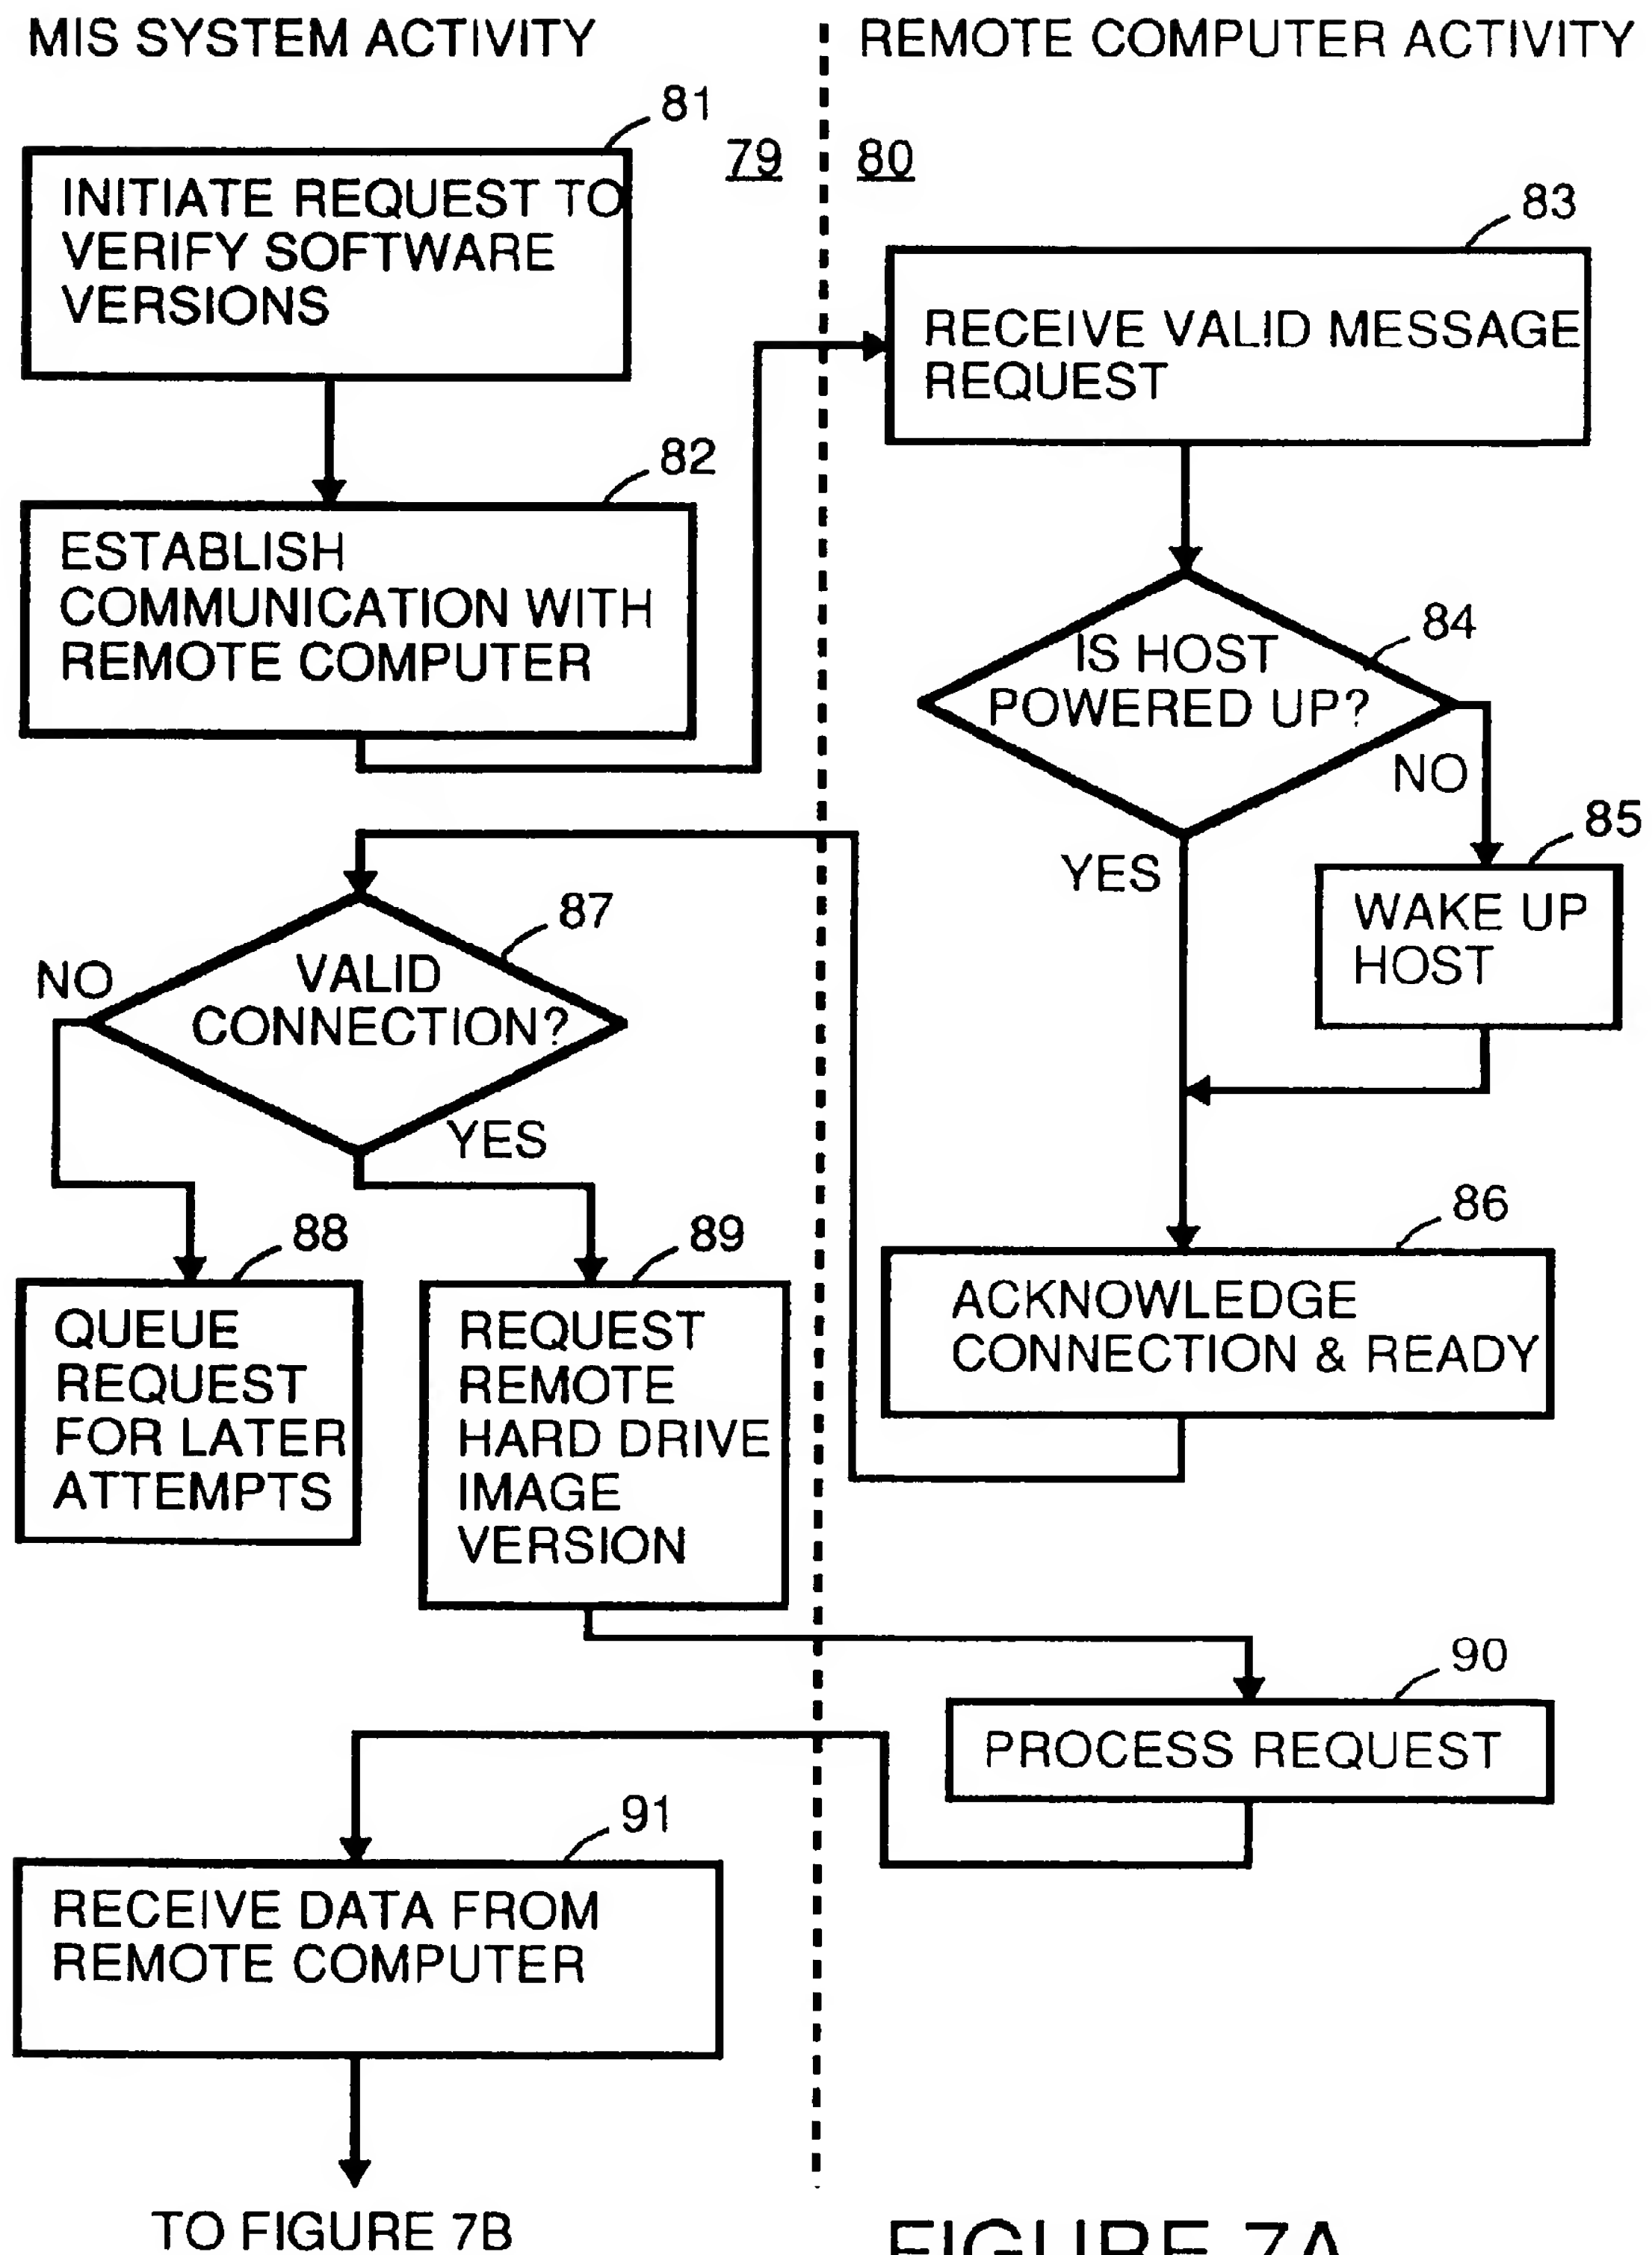 MIS SYSTEM ACTIVITY
REMOTE COMPUTER ACTIVITY
79
80
81
INITIATE REQUEST TO
VERIFY SOFTWARE
VERSIONS
82
ESTABLISH
COMMUNICATION WITH
REMOTE COMPUTER
83
RECEIVE VALID MESSAGE
REQUEST
84
IS HOST
POWERED UP?
NO
YES
85
WAKE UP
HOST
86
ACKNOWLEDGE
CONNECTION & READY
87
VALID
CONNECTION?
NO
YES
88
QUEUE
REQUEST
FOR LATER
ATTEMPTS
89
REQUEST
REMOTE
HARD DRIVE
IMAGE
VERSION
90
PROCESS REQUEST
91
RECEIVE DATA FROM
REMOTE COMPUTER
TO FIGURE 7B
FIGURE 7A